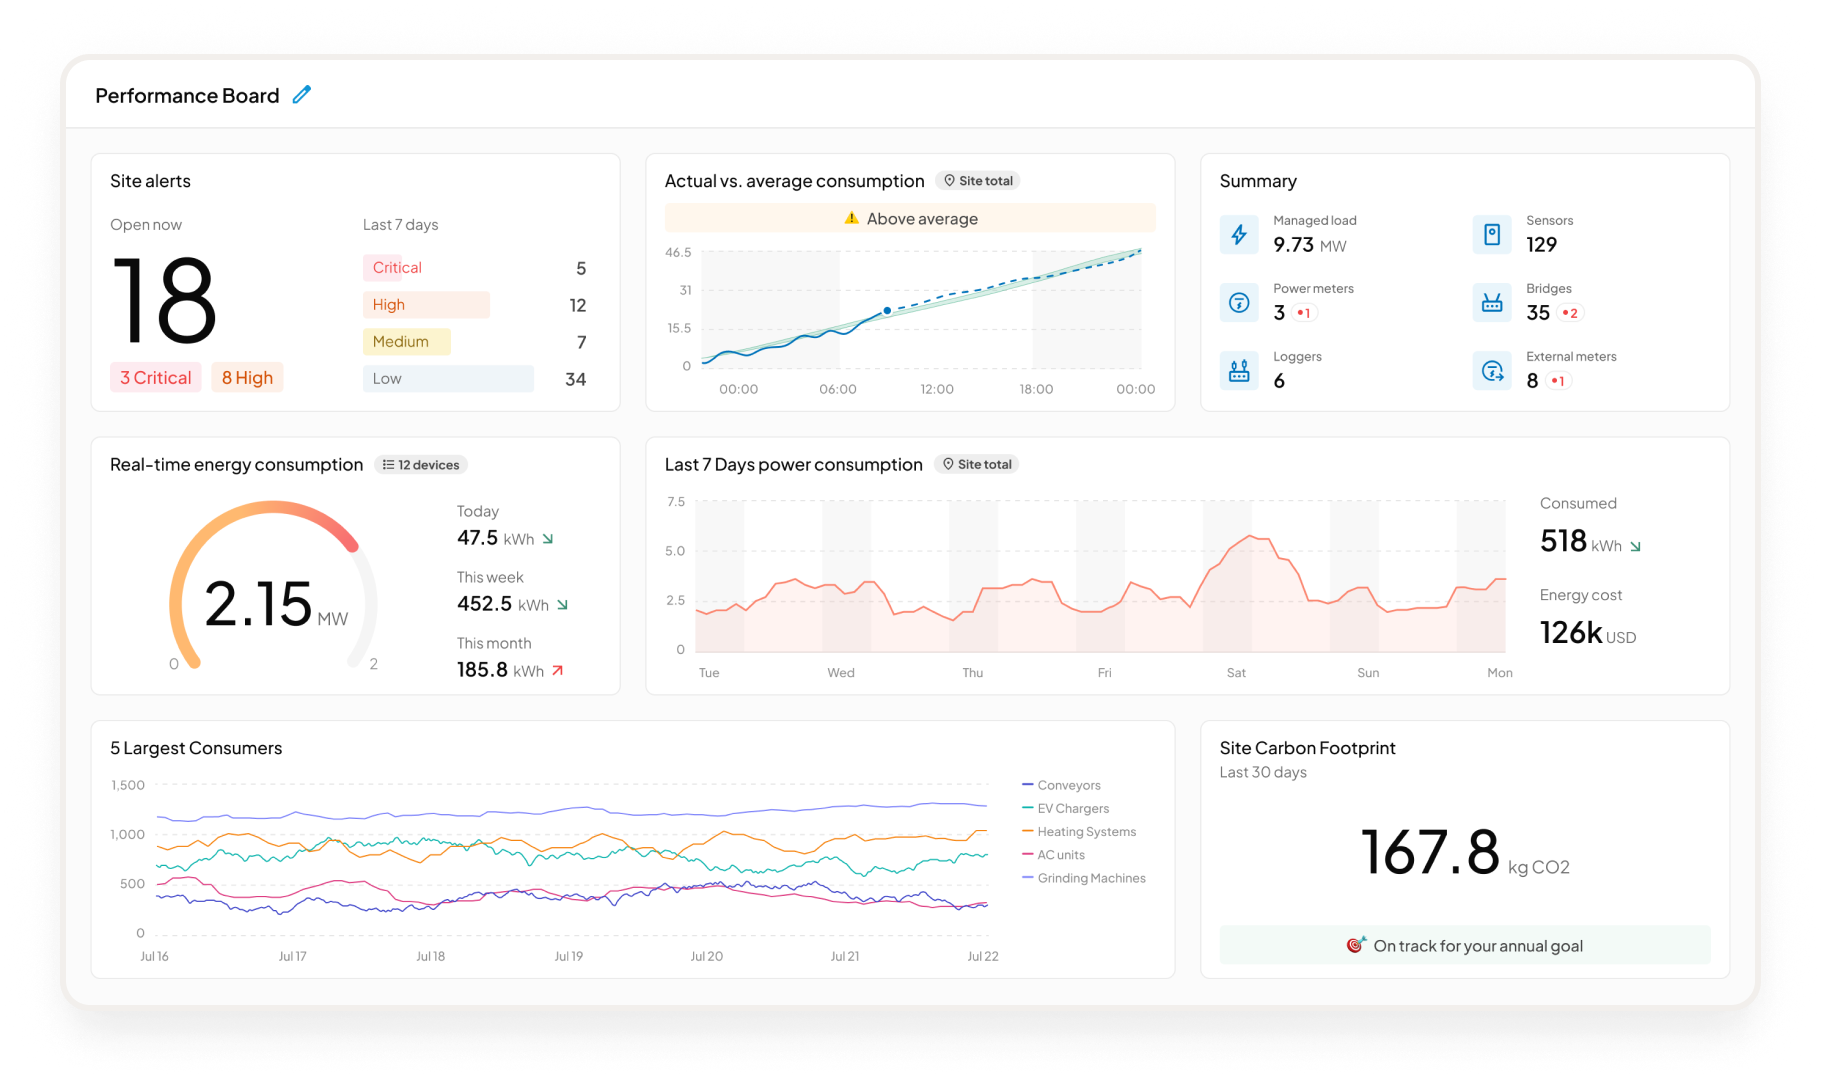 Performance Board
Site alerts
Open now
18
3 Critical
8 High
Last 7 days
Critical 5
High 12
Medium 7
Low 34
Actual vs. average consumption
Site total
Above average
46.5
31
15.5
0
00:00 06:00 12:00 18:00 00:00
Summary
Managed load
9.73 MW
Sensors
129
Power meters
3 1
Bridges
35 2
Loggers
6
External meters
8 1
Real-time energy consumption
12 devices
2.15 MW
0 2
Today
47.5 kWh
This week
452.5 kWh
This month
185.8 kWh
Last 7 Days power consumption
Site total
7.5
5.0
2.5
0
Tue Wed Thu Fri Sat Sun Mon
Consumed
518 kWh
Energy cost
126k USD
5 Largest Consumers
1,500
1,000
500
0
Jul 16 Jul 17 Jul 18 Jul 19 Jul 20 Jul 21 Jul 22
Conveyors
EV Chargers
Heating Systems
AC units
Grinding Machines
Site Carbon Footprint
Last 30 days
167.8 kg CO2
On track for your annual goal